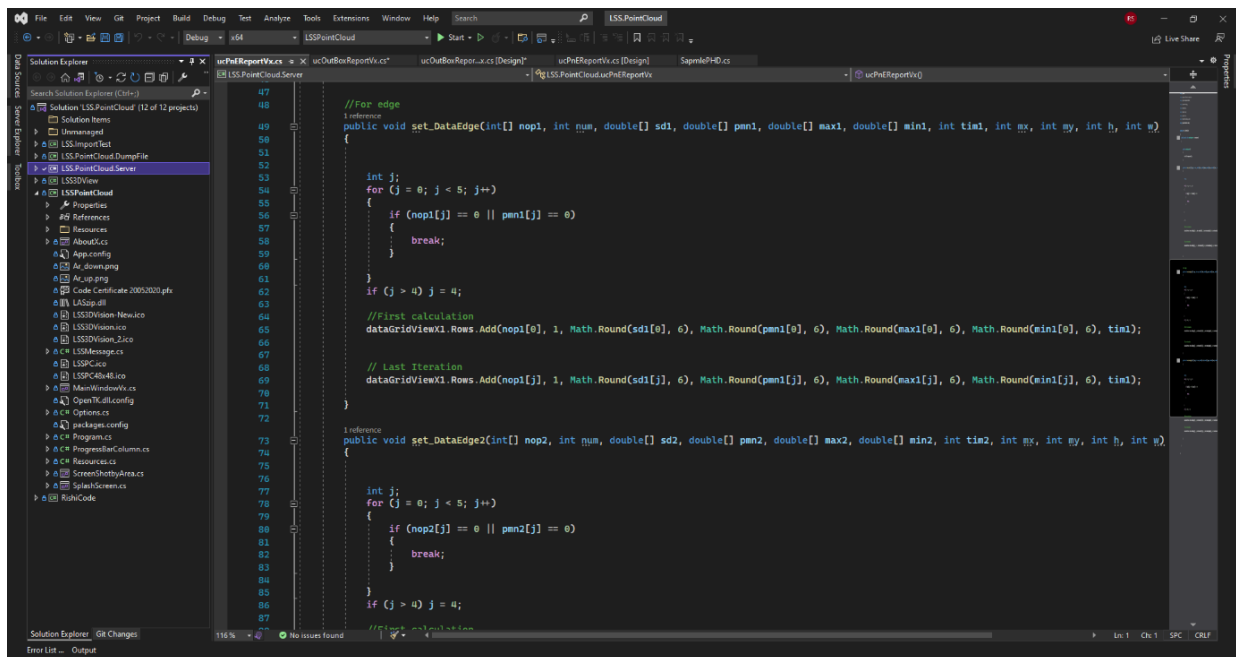 File Edit View Git Project Build Debug Test Analyze Tools Extensions Window Help Search LSS.PointCloud RS
Debug x64 LSSPointCloud Start Live Share
Solution Explorer ucPnEReportVx.cs ucOutBoxReportVx.cs* ucOutBoxRepor...x.cs [Design]* ucPnEReportVx.cs [Design] SapmlePHD.cs
LSS.PointCloud.Server LSS.PointCloud.ucPnEReportVx ucPnEReportVx()
Data Sources
Server Explorer
Toolbox
Properties
Search Solution Explorer (Ctrl+;)
Solution 'LSS.PointCloud' (12 of 12 projects)
Solution Items
Unmanaged
LSS.ImportTest
LSS.PointCloud.DumpFile
LSS.PointCloud.Server
LSS3DView
LSSPointCloud
Properties
References
Resources
AboutX.cs
App.config
Ar_down.png
Ar_up.png
Code Certificate 20052020.pfx
LASzip.dll
LSS3DVision-New.ico
LSS3DVision.ico
LSS3DVision_2.ico
LSSMessage.cs
LSSPC.ico
LSSPC48x48.ico
MainWindowVx.cs
OpenTK.dll.config
Options.cs
packages.config
Program.cs
ProgressBarColumn.cs
Resources.cs
ScreenShotbyArea.cs
SplashScreen.cs
RishiCode
47
48 //For edge
1 reference
49 public void set_DataEdge(int[] nop1, int num, double[] sd1, double[] pmn1, double[] max1, double[] min1, int tim1, int mx, int my, int h, int w)
50 {
51
52
53 int j;
54 for (j = 0; j < 5; j++)
55 {
56 if (nop1[j] == 0 || pmn1[j] == 0)
57 {
58 break;
59 }
60
61 }
62 if (j > 4) j = 4;
63
64 //First calculation
65 dataGridViewX1.Rows.Add(nop1[0], 1, Math.Round(sd1[0], 6), Math.Round(pmn1[0], 6), Math.Round(max1[0], 6), Math.Round(min1[0], 6), tim1);
66
67
68 // Last Iteration
69 dataGridViewX1.Rows.Add(nop1[j], 1, Math.Round(sd1[j], 6), Math.Round(pmn1[j], 6), Math.Round(max1[j], 6), Math.Round(min1[j], 6), tim1);
70
71 }
72
1 reference
73 public void set_DataEdge2(int[] nop2, int num, double[] sd2, double[] pmn2, double[] max2, double[] min2, int tim2, int mx, int my, int h, int w)
74 {
75
76
77 int j;
78 for (j = 0; j < 5; j++)
79 {
80 if (nop2[j] == 0 || pmn2[j] == 0)
81 {
82 break;
83 }
84
85 }
86 if (j > 4) j = 4;
87
//First calculation
Solution Explorer Git Changes 116 % No issues found Ln: 1 Ch: 1 SPC CRLF
Error List ... Output